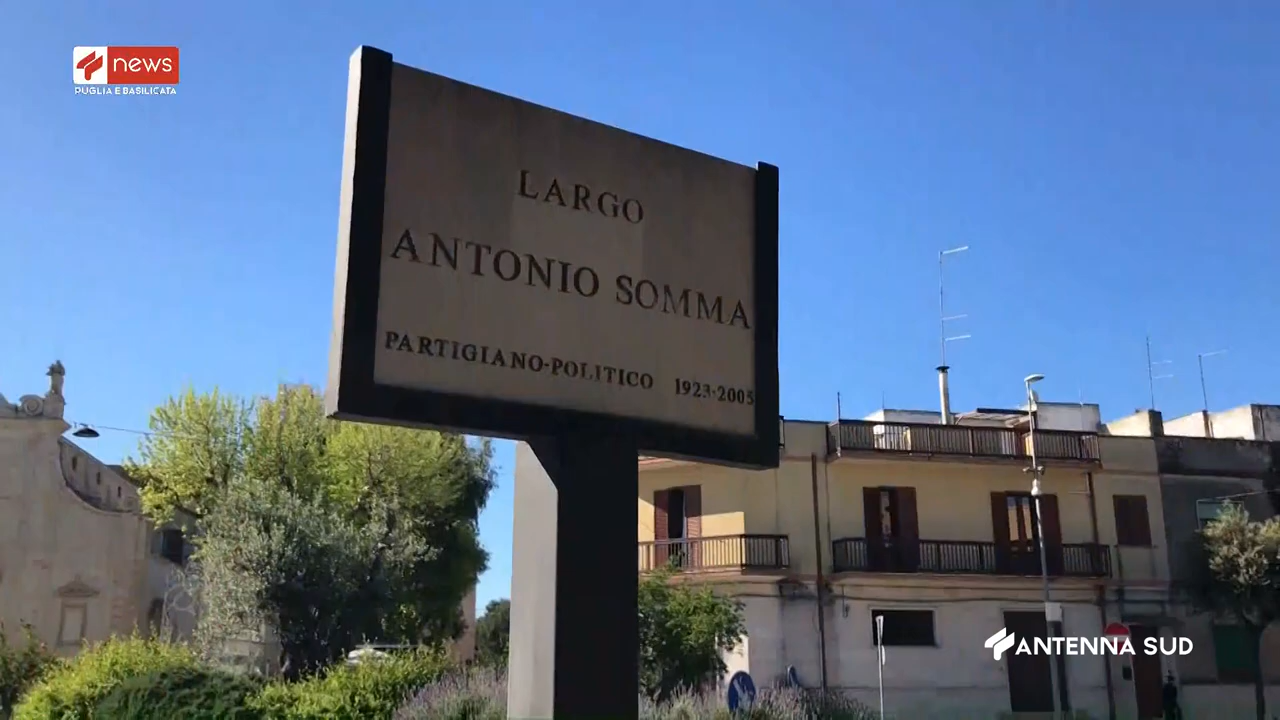 news
PUGLIA E BASILICATA
LARGO
ANTONIO SOMMA
PARTIGIANO-POLITICO 1923-2005
ANTENNA SUD